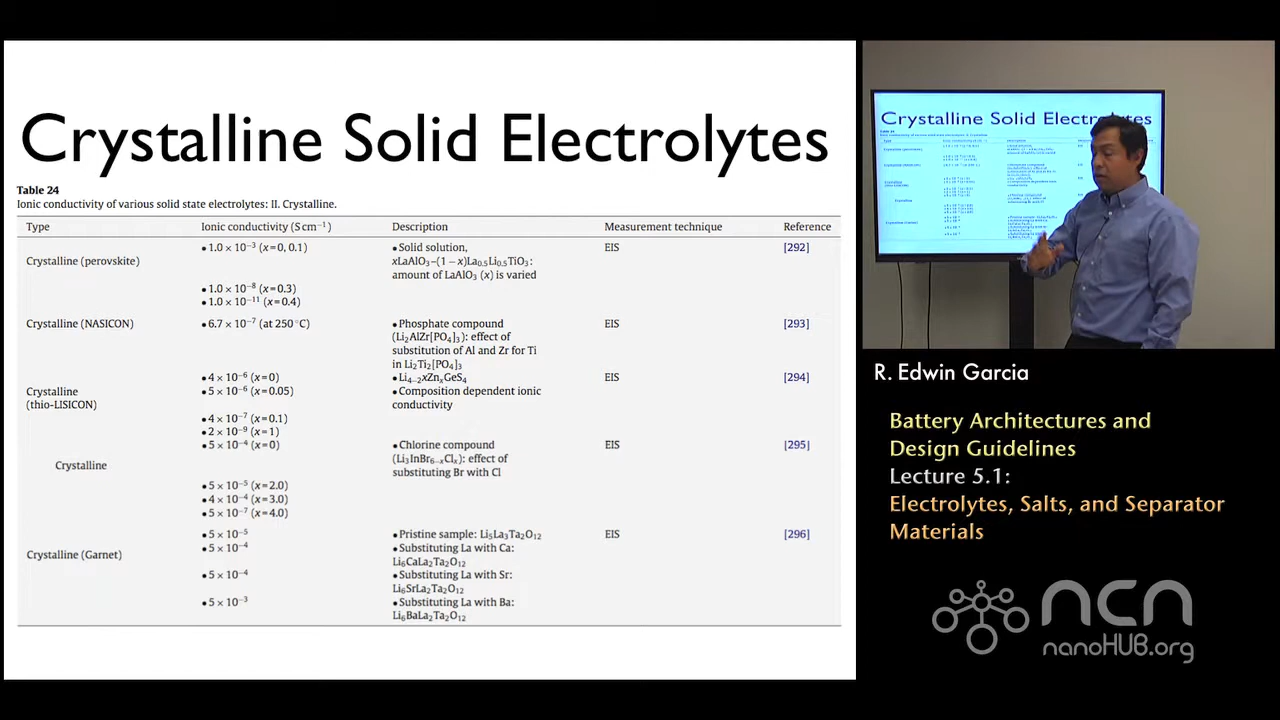 Crystalline Solid Electrolytes
Table 24
Ionic conductivity of various solid state electrolytes: II. Crystalline.
Type Ionic conductivity (S cm⁻¹) Description Measurement technique Reference
Crystalline (perovskite)
• 1.0 × 10⁻³ (x = 0, 0.1)
• 1.0 × 10⁻⁸ (x = 0.3)
• 1.0 × 10⁻¹¹ (x = 0.4)
• Solid solution,
xLaAlO₃–(1 − x)La₀.₅Li₀.₅TiO₃:
amount of LaAlO₃ (x) is varied
EIS
[292]
Crystalline (NASICON)
• 6.7 × 10⁻⁷ (at 250 °C)
• Phosphate compound
(Li₂AlZr[PO₄]₃): effect of
substitution of Al and Zr for Ti
in Li₂Ti₂[PO₄]₃
EIS
[293]
Crystalline
(thio-LISICON)
• 4 × 10⁻⁶ (x = 0)
• 5 × 10⁻⁶ (x = 0.05)
• 4 × 10⁻⁷ (x = 0.1)
• 2 × 10⁻⁹ (x = 1)
• Li₄₋₂xZnₓGeS₄
• Composition dependent ionic
conductivity
EIS
[294]
Crystalline
• 5 × 10⁻⁴ (x = 0)
• 5 × 10⁻⁵ (x = 2.0)
• 4 × 10⁻⁴ (x = 3.0)
• 5 × 10⁻⁷ (x = 4.0)
• Chlorine compound
(Li₃InBr₆₋ₓClₓ): effect of
substituting Br with Cl
EIS
[295]
Crystalline (Garnet)
• 5 × 10⁻⁵
• 5 × 10⁻⁴
• 5 × 10⁻⁴
• 5 × 10⁻³
• Pristine sample: Li₅La₃Ta₂O₁₂
• Substituting La with Ca:
Li₆CaLa₂Ta₂O₁₂
• Substituting La with Sr:
Li₆SrLa₂Ta₂O₁₂
• Substituting La with Ba:
Li₆BaLa₂Ta₂O₁₂
EIS
[296]
Crystalline Solid Electrolytes
R. Edwin Garcia
Battery Architectures and
Design Guidelines
Lecture 5.1:
Electrolytes, Salts, and Separator
Materials
ncn
nanoHUB.org